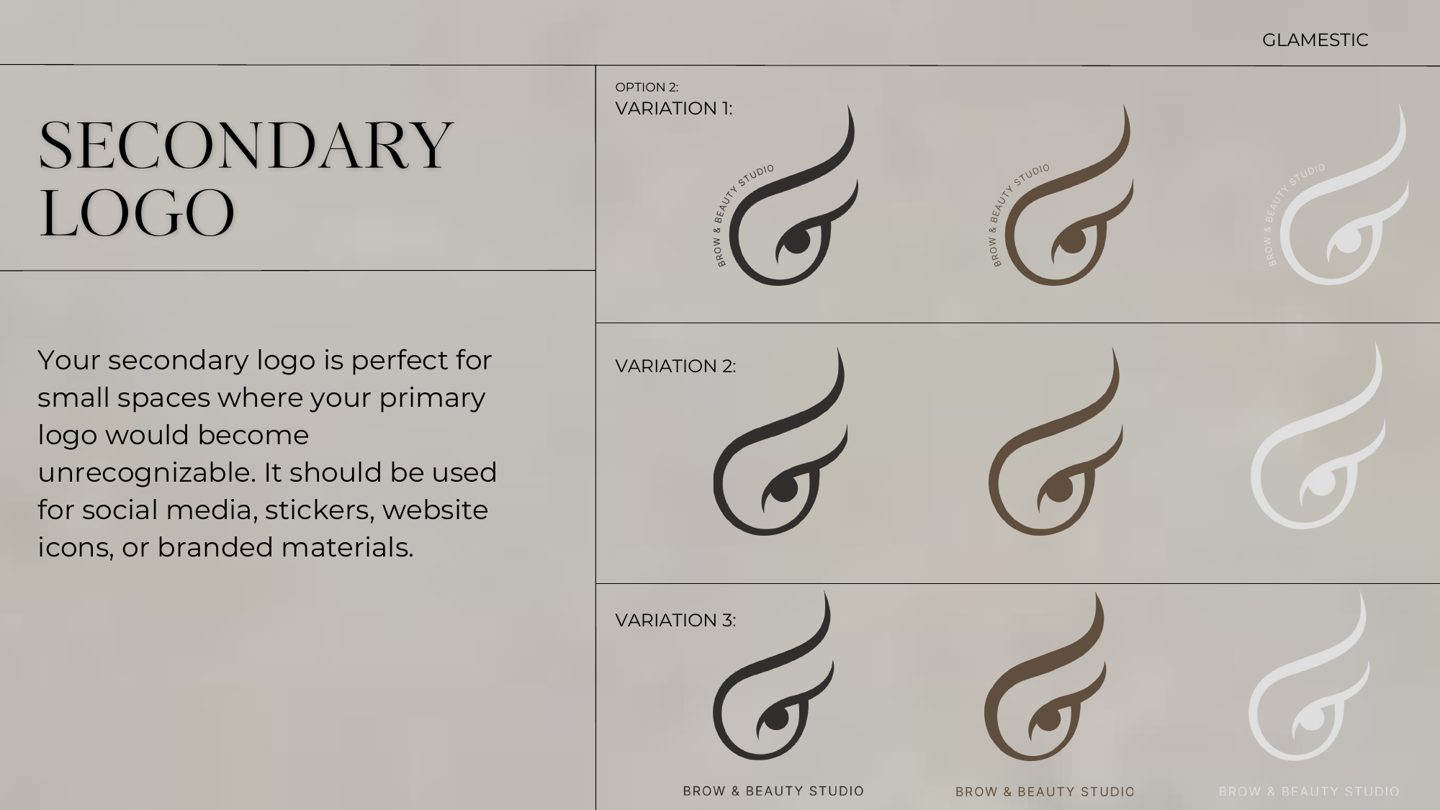 GLAMESTIC
SECONDARY
LOGO
Your secondary logo is perfect for
small spaces where your primary
logo would become
unrecognizable. It should be used
for social media, stickers, website
icons, or branded materials.
OPTION 2:
VARIATION 1:
BROW & BEAUTY STUDIO
BROW & BEAUTY STUDIO
BROW & BEAUTY STUDIO
VARIATION 2:
VARIATION 3:
BROW & BEAUTY STUDIO
BROW & BEAUTY STUDIO
BROW & BEAUTY STUDIO